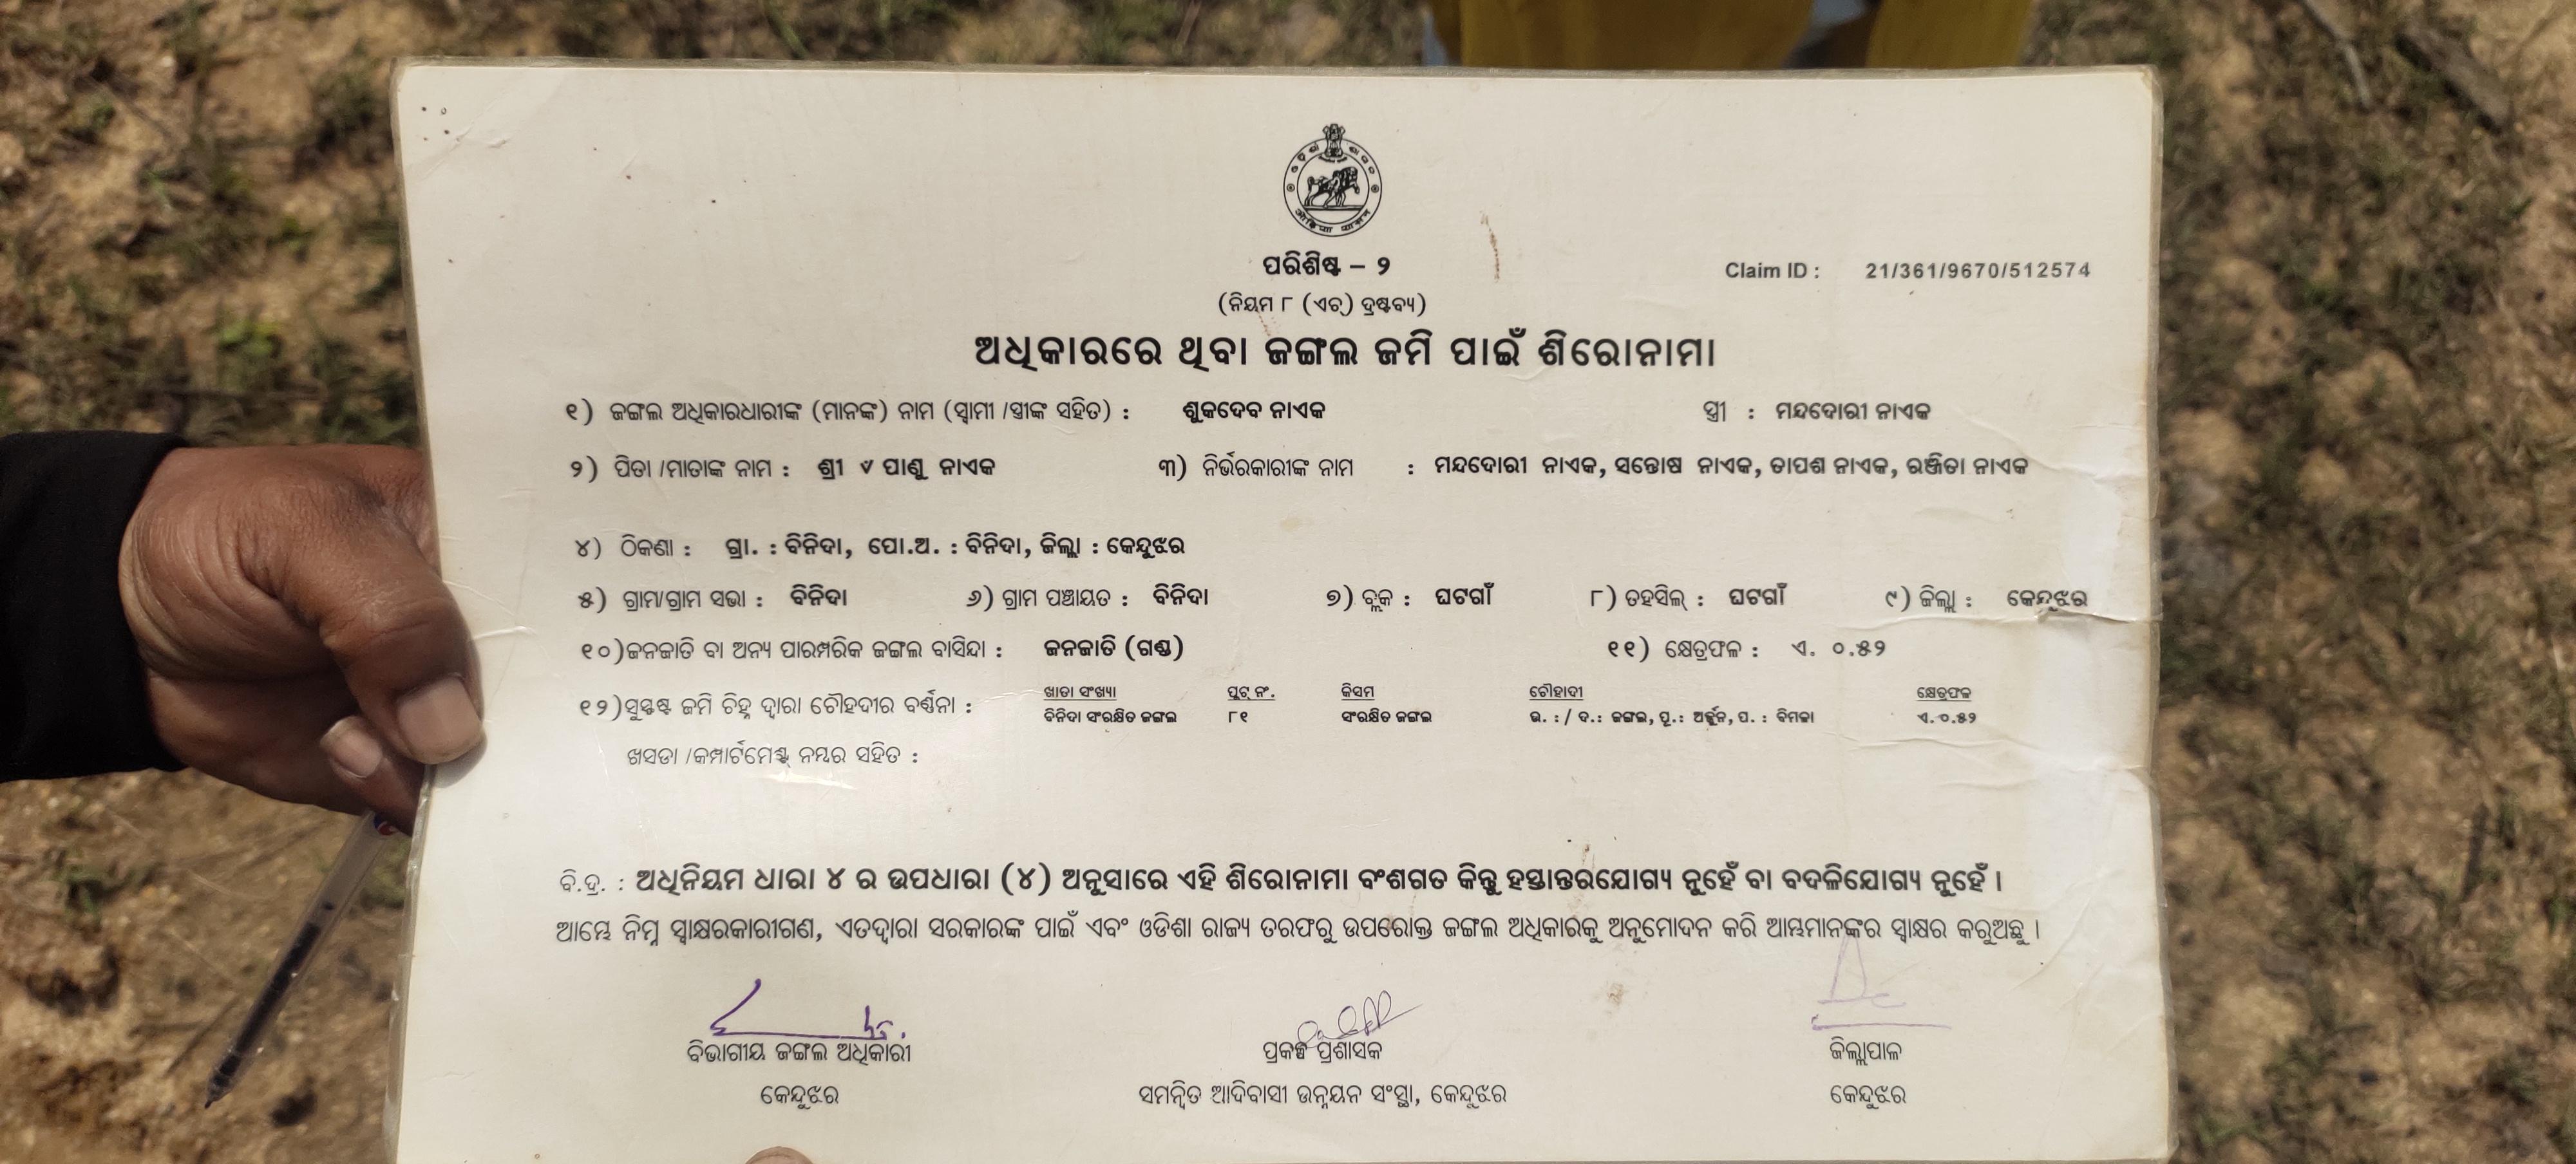 ପରିଶିଷ୍ଟ – ୨
Claim ID : 21/361/9670/512574
(ନିୟମ ୮ (ଏଚ୍) ଦ୍ରଷ୍ଟବ୍ୟ)
ଅଧିକାରରେ ଥିବା ଜଙ୍ଗଲ ଜମି ପାଇଁ ଶିରୋନାମା
୧) ଜଙ୍ଗଲ ଅଧିକାରଧାରୀଙ୍କ (ମାନଙ୍କ) ନାମ (ସ୍ୱାମୀ /ସ୍ତ୍ରୀଙ୍କ ସହିତ) : ଶୁକଦେବ ନାଏକ ସ୍ତ୍ରୀ : ମନ୍ଦଦୋରୀ ନାଏକ
୨) ପିତା /ମାତାଙ୍କ ନାମ : ଶ୍ରୀ ୰ ପାଣ୍ଡୁ ନାଏକ ୩) ନିର୍ଭରକାରୀଙ୍କ ନାମ : ମନ୍ଦଦୋରୀ ନାଏକ, ସନ୍ତୋଷ ନାଏକ, ତାପଶ ନାଏକ, ରଞ୍ଜିତା ନାଏକ
୪) ଠିକଣା : ଗ୍ରା. : ବିନିଦା, ପୋ.ଅ. : ବିନିଦା, ଜିଲ୍ଲା : କେନ୍ଦୁଝର
୫) ଗ୍ରାମ/ଗ୍ରାମ ସଭା : ବିନିଦା ୬) ଗ୍ରାମ ପଞ୍ଚାୟତ : ବିନିଦା ୭) ବ୍ଲକ : ଘଟଗାଁ ୮) ତହସିଲ୍ : ଘଟଗାଁ ୯) ଜିଲ୍ଲା : କେନ୍ଦୁଝର
୧୦)ଜନଜାତି ବା ଅନ୍ୟ ପାରମ୍ପରିକ ଜଙ୍ଗଲ ବାସିନ୍ଦା : ଜନଜାତି (ଗଣ୍ଡ) ୧୧) କ୍ଷେତ୍ରଫଳ : ଏ. ୦.୫୨
୧୨)ସୁସ୍ପଷ୍ଟ ଜମି ଚିହ୍ନ ଦ୍ୱାରା ଚୌହଦୀର ବର୍ଣ୍ଣନା : ଖାତା ସଂଖ୍ୟା ପ୍ଲଟ୍ ନଂ. କିସମ ଚୌହାଦୀ କ୍ଷେତ୍ରଫଳ
ବିନିଦା ସଂରକ୍ଷିତ ଜଙ୍ଗଲ ୮୧ ସଂରକ୍ଷିତ ଜଙ୍ଗଲ ଉ. : / ଦ.: ଜଙ୍ଗଲ, ପୂ.: ଅର୍ଜ୍ଜୁନ, ପ. : ବିମଳା ଏ.୦.୫୨
ଖସଡା /କମ୍ପାର୍ଟମେଣ୍ଟ୍ ନମ୍ବର ସହିତ :
ବି.ଦ୍ର. : ଅଧିନିୟମ ଧାରା ୪ ର ଉପଧାରା (୪) ଅନୁସାରେ ଏହି ଶିରୋନାମା ବଂଶଗତ କିନ୍ତୁ ହସ୍ତାନ୍ତରଯୋଗ୍ୟ ନୁହେଁ ବା ବଦଳିଯୋଗ୍ୟ ନୁହେଁ ।
ଆମ୍ଭେ ନିମ୍ନ ସ୍ୱାକ୍ଷରକାରୀଗଣ, ଏତଦ୍ୱାରା ସରକାରଙ୍କ ପାଇଁ ଏବଂ ଓଡିଶା ରାଜ୍ୟ ତରଫରୁ ଉପରୋକ୍ତ ଜଙ୍ଗଲ ଅଧିକାରକୁ ଅନୁମୋଦନ କରି ଆମ୍ଭମାନଙ୍କର ସ୍ୱାକ୍ଷର କରୁଅଛୁ ।
ବିଭାଗୀୟ ଜଙ୍ଗଲ ଅଧିକାରୀ ପ୍ରକଳ୍ପ ପ୍ରଶାସକ ଜିଲ୍ଲାପାଳ
କେନ୍ଦୁଝର ସମନ୍ୱିତ ଆଦିବାସୀ ଉନ୍ନୟନ ସଂସ୍ଥା, କେନ୍ଦୁଝର କେନ୍ଦୁଝର